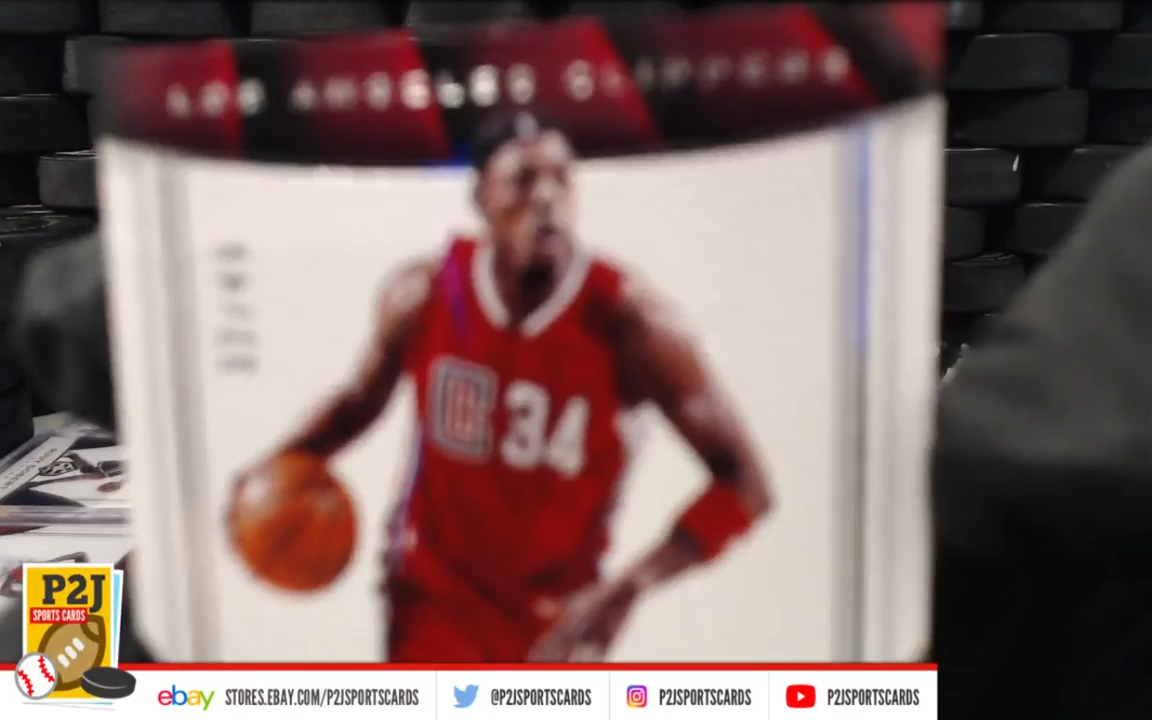 LOS ANGELES CLIPPERS
34
P2J
SPORTS CARDS
ebay
STORES.EBAY.COM/P2JSPORTSCARDS
@P2JSPORTSCARDS
P2JSPORTSCARDS
P2JSPORTSCARDS